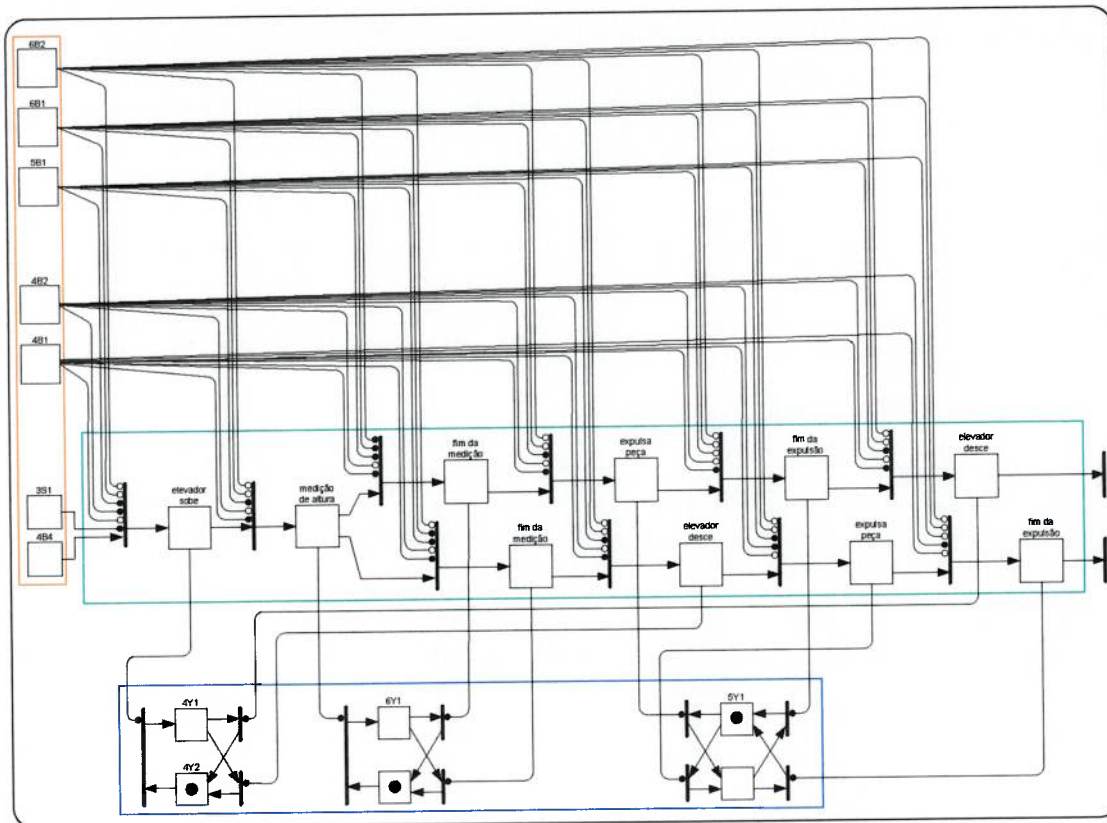 6B2
6B1
5B1
4B2
4B1
3S1
4B4
elevador
sobe
medição
de altura
fim da
medição
fim da
medição
expulsa
peça
elevador
desce
fim da
expulsão
expulsa
peça
elevador
desce
fim da
expulsão
4Y1
4Y2
6Y1
5Y1